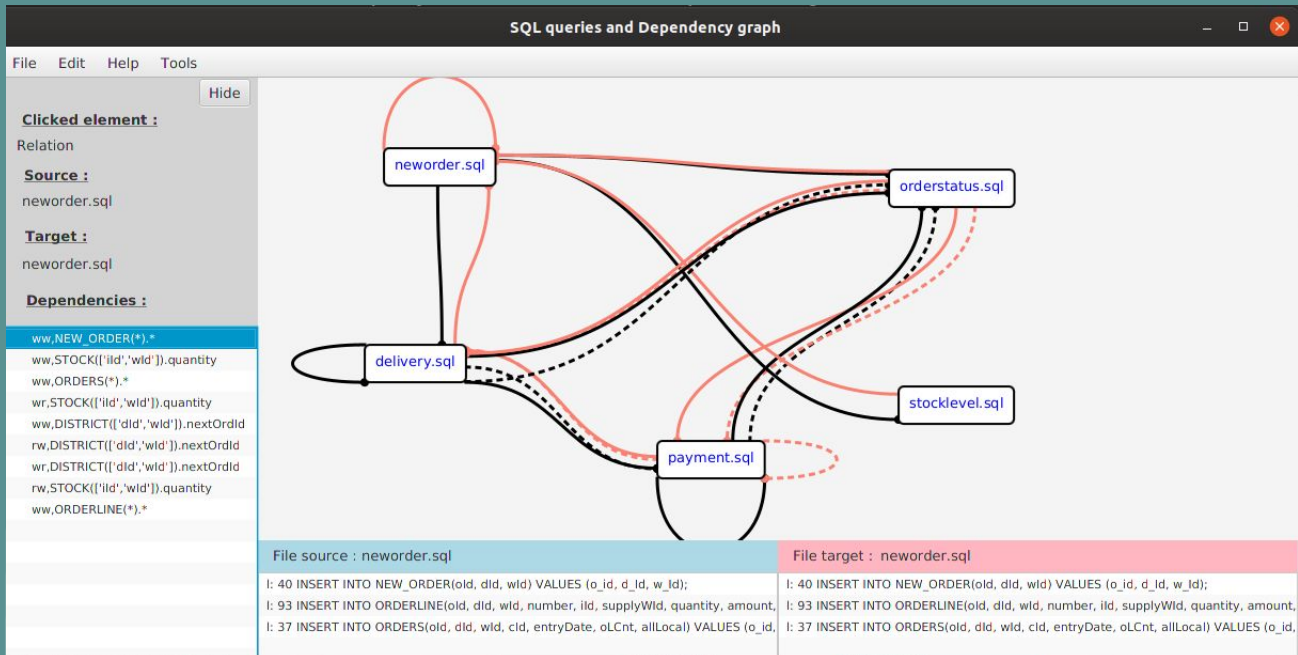 SQL queries and Dependency graph
File Edit Help Tools
Hide
Clicked element :
Relation
Source :
neworder.sql
Target :
neworder.sql
Dependencies :
ww,NEW_ORDER(*).*
ww,STOCK(['iId','wId']).quantity
ww,ORDERS(*).*
wr,STOCK(['iId','wId']).quantity
ww,DISTRICT(['dId','wId']).nextOrdId
rw,DISTRICT(['dId','wId']).nextOrdId
wr,DISTRICT(['dId','wId']).nextOrdId
rw,STOCK(['iId','wId']).quantity
ww,ORDERLINE(*).*
neworder.sql
orderstatus.sql
delivery.sql
stocklevel.sql
payment.sql
File source : neworder.sql
l: 40 INSERT INTO NEW_ORDER(oId, dId, wId) VALUES (o_id, d_Id, w_Id);
l: 93 INSERT INTO ORDERLINE(oId, dId, wId, number, iId, supplyWId, quantity, amount,
l: 37 INSERT INTO ORDERS(oId, dId, wId, cId, entryDate, oLCnt, allLocal) VALUES (o_id,
File target : neworder.sql
l: 40 INSERT INTO NEW_ORDER(oId, dId, wId) VALUES (o_id, d_Id, w_Id);
l: 93 INSERT INTO ORDERLINE(oId, dId, wId, number, iId, supplyWId, quantity, amount,
l: 37 INSERT INTO ORDERS(oId, dId, wId, cId, entryDate, oLCnt, allLocal) VALUES (o_id,